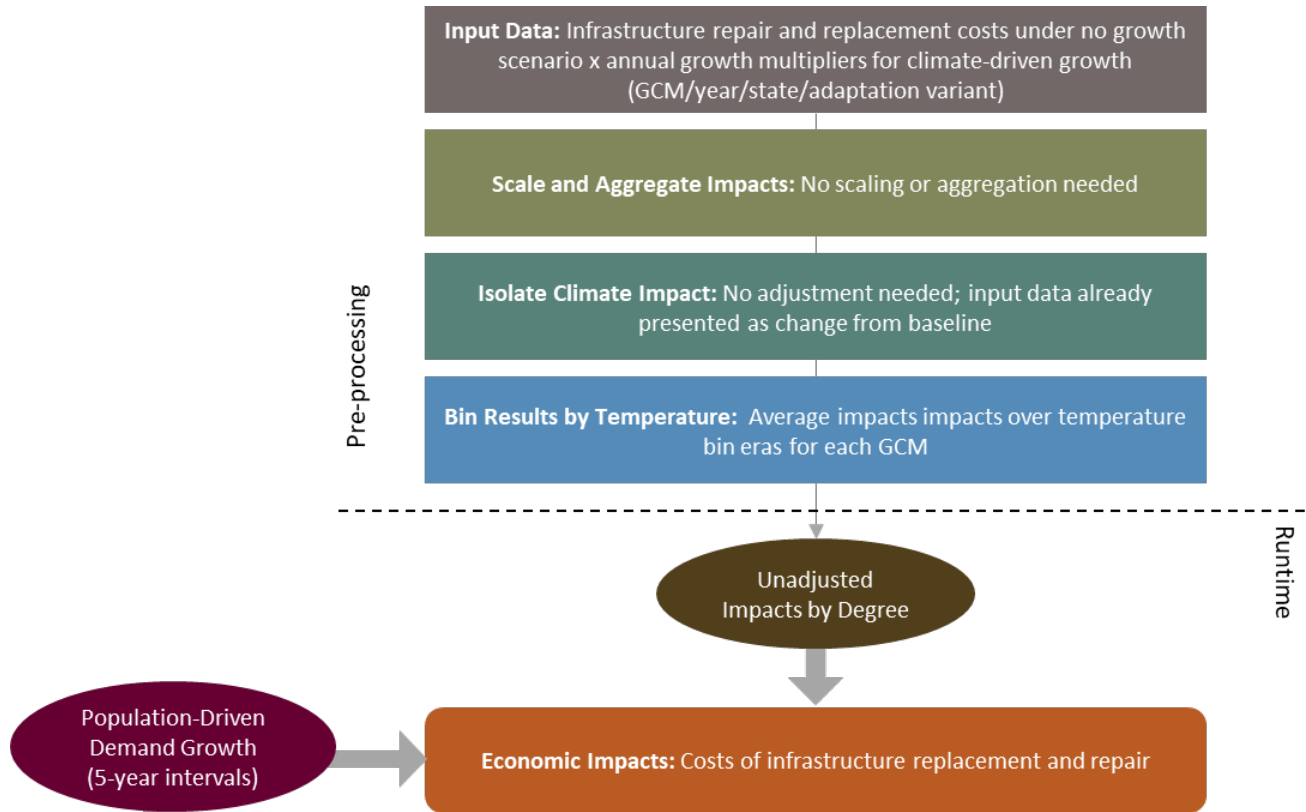 Input Data: Infrastructure repair and replacement costs under no growth
scenario x annual growth multipliers for climate-driven growth
(GCM/year/state/adaptation variant)
Scale and Aggregate Impacts: No scaling or aggregation needed
Isolate Climate Impact: No adjustment needed; input data already
presented as change from baseline
Bin Results by Temperature: Average impacts impacts over temperature
bin eras for each GCM
Pre-processing
Runtime
Unadjusted
Impacts by Degree
Population-Driven
Demand Growth
(5-year intervals)
Economic Impacts: Costs of infrastructure replacement and repair